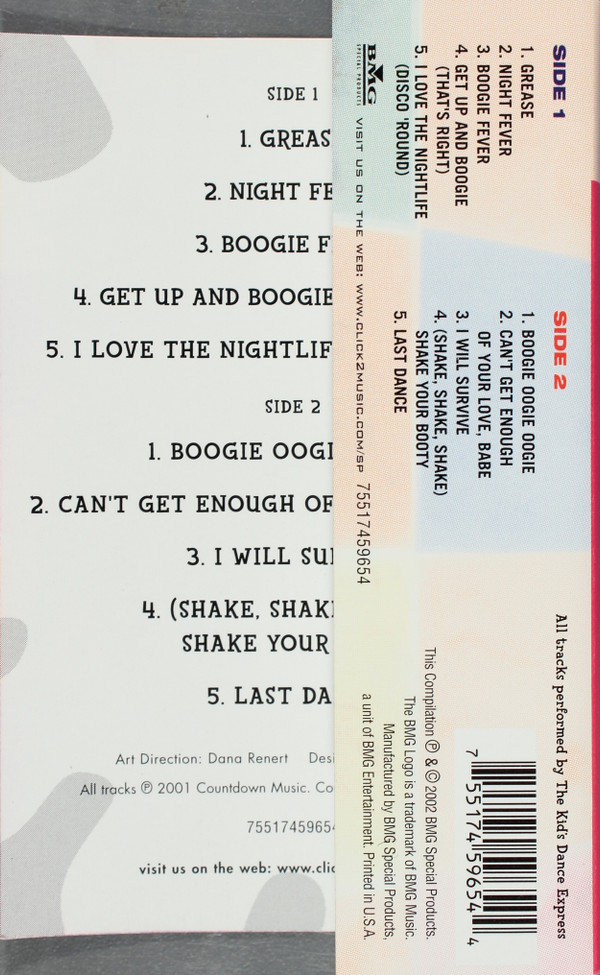 SIDE 1
1. GREAS
2. NIGHT FE
3. BOOGIE F
4. GET UP AND BOOGIE
5. I LOVE THE NIGHTLIF
SIDE 2
1. BOOGIE OOGI
2. CAN'T GET ENOUGH OF
3. I WILL SU
4. (SHAKE, SHAK
SHAKE YOUR
5. LAST DA
Art Direction: Dana Renert Desi
All tracks ℗ 2001 Countdown Music. Co
7551745965
visit us on the web: www.clic
SIDE 1
1. GREASE
2. NIGHT FEVER
3. BOOGIE FEVER
4. GET UP AND BOOGIE
(THAT'S RIGHT)
5. I LOVE THE NIGHTLIFE
(DISCO 'ROUND)
BMG
SPECIAL PRODUCTS
VISIT US ON THE WEB: WWW.CLICK2MUSIC.COM/SP 75517459654
SIDE 2
1. BOOGIE OOGIE OOGIE
2. CAN'T GET ENOUGH
OF YOUR LOVE, BABE
3. I WILL SURVIVE
4. (SHAKE, SHAKE, SHAKE)
SHAKE YOUR BOOTY
5. LAST DANCE
All tracks performed by The Kid's Dance Express
7 55174 59654 4
This Compilation ℗ & © 2002 BMG Special Products.
The BMG Logo is a trademark of BMG Music.
Manufactured by BMG Special Products,
a unit of BMG Entertainment. Printed in U.S.A.